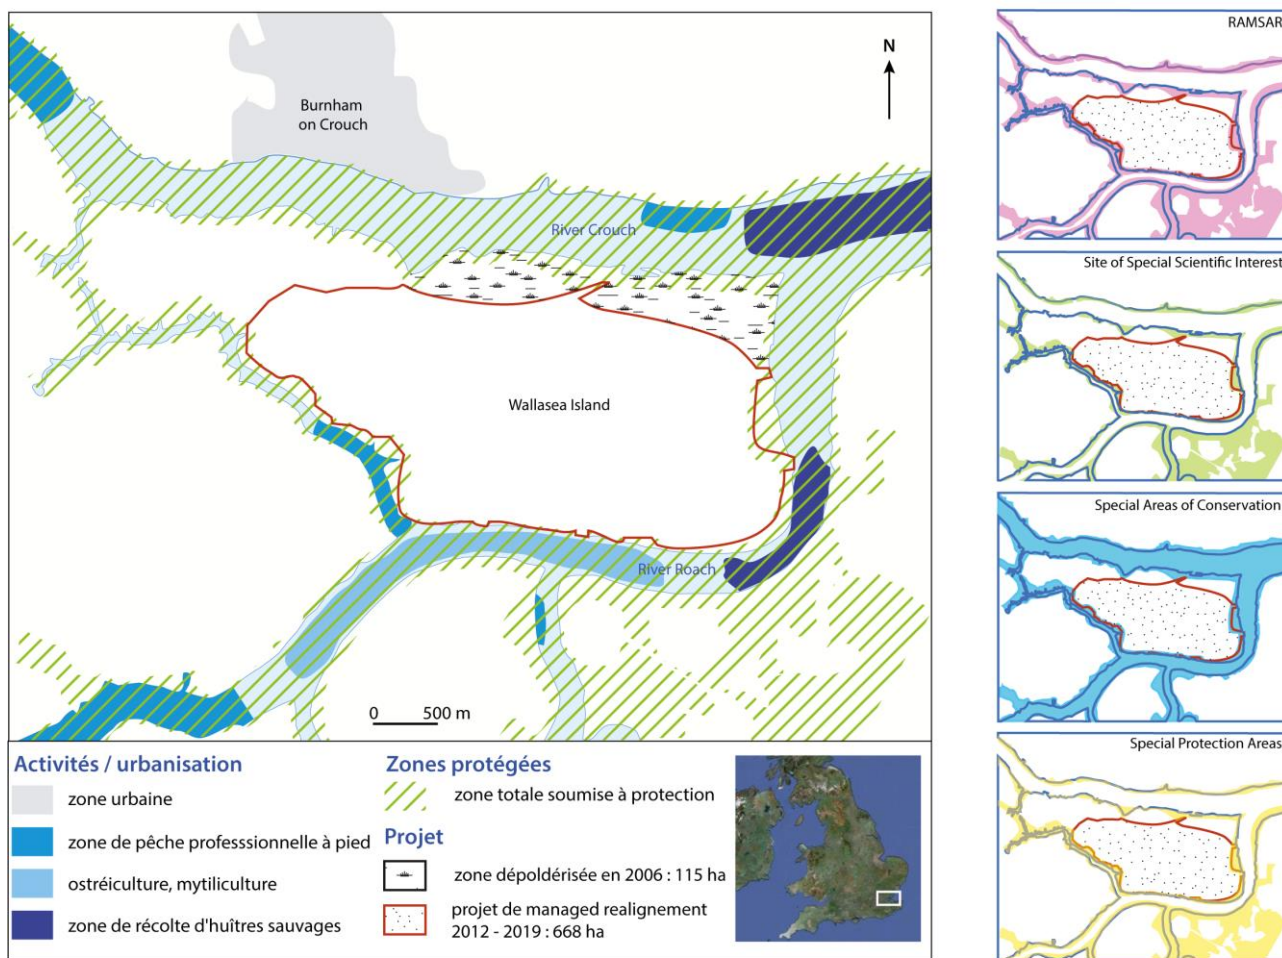 Burnham
on Crouch
N
River Crouch
Wallasea Island
River Roach
0 500 m
Activités / urbanisation
zone urbaine
zone de pêche professsionnelle à pied
ostréiculture, mytiliculture
zone de récolte d'huîtres sauvages
Zones protégées
zone totale soumise à protection
Projet
zone dépoldérisée en 2006 : 115 ha
projet de managed realignement
2012 - 2019 : 668 ha
RAMSAR
Site of Special Scientific Interest
Special Areas of Conservation
Special Protection Areas